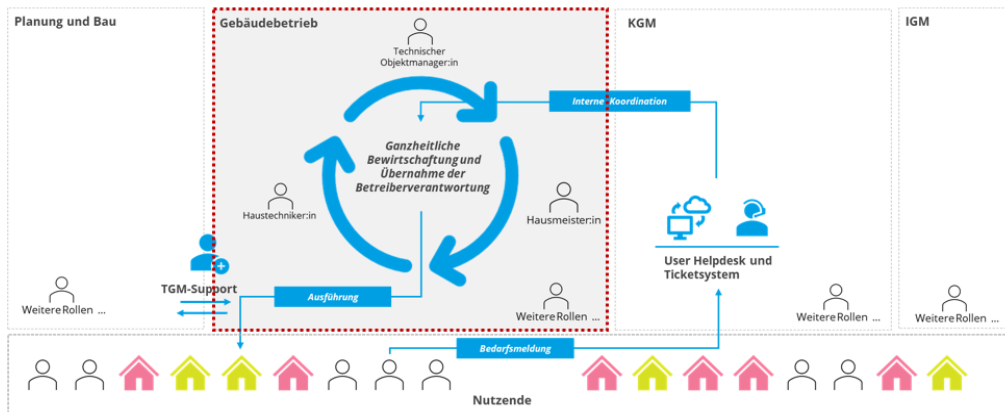 Planung und Bau
Gebäudebetrieb
KGM
IGM
Technischer
Objektmanager:in
Interne Koordination
Ganzheitliche
Bewirtschaftung und
Übernahme der
Betreiberverantwortung
Haustechniker:in
Hausmeister:in
User Helpdesk und
Ticketsystem
TGM-Support
Ausführung
Weitere Rollen ...
Weitere Rollen ...
Weitere Rollen ...
Weitere Rollen ...
Bedarfsmeldung
Nutzende